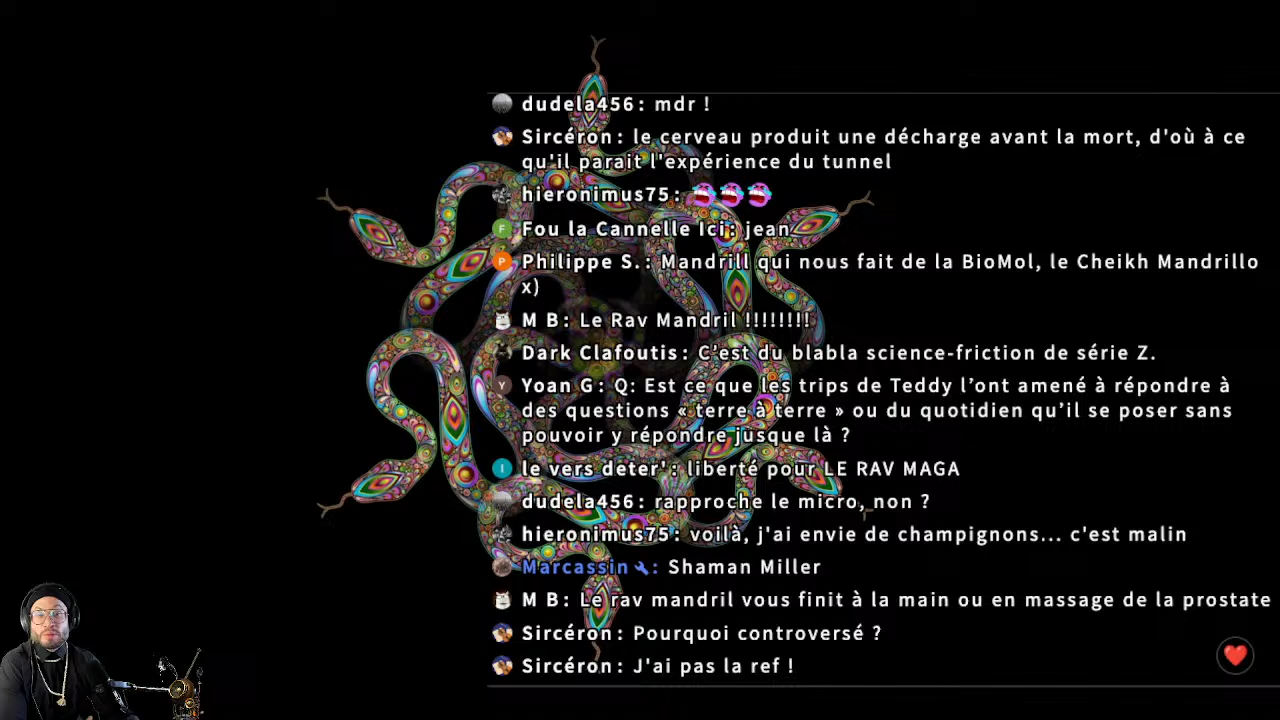 dudela456: mdr !
Sircéron: le cerveau produit une décharge avant la mort, d'où à ce
qu'il parait l'expérience du tunnel
hieronimus75:
F Fou la Cannelle Ici: jean
P Philippe S.: Mandrill qui nous fait de la BioMol, le Cheikh Mandrillo
x)
M B: Le Rav Mandril !!!!!!!!
Dark Clafoutis: C'est du blabla science-friction de série Z.
Y Yoan G: Q: Est ce que les trips de Teddy l’ont amené à répondre à
des questions « terre à terre » ou du quotidien qu’il se poser sans
pouvoir y répondre jusque là ?
I le vers deter': liberté pour LE RAV MAGA
dudela456: rapproche le micro, non ?
hieronimus75: voilà, j'ai envie de champignons... c'est malin
Marcassin: Shaman Miller
M B: Le rav mandril vous finit à la main ou en massage de la prostate
Sircéron: Pourquoi controversé ?
Sircéron: J'ai pas la ref !